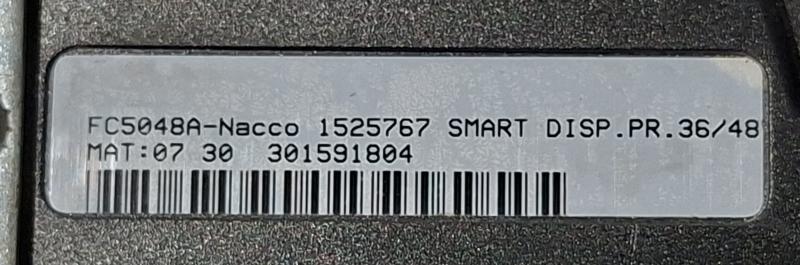 FC5048A-Nacco 1525767 SMART DISP.PR.36/48
MAT:07 30 301591804